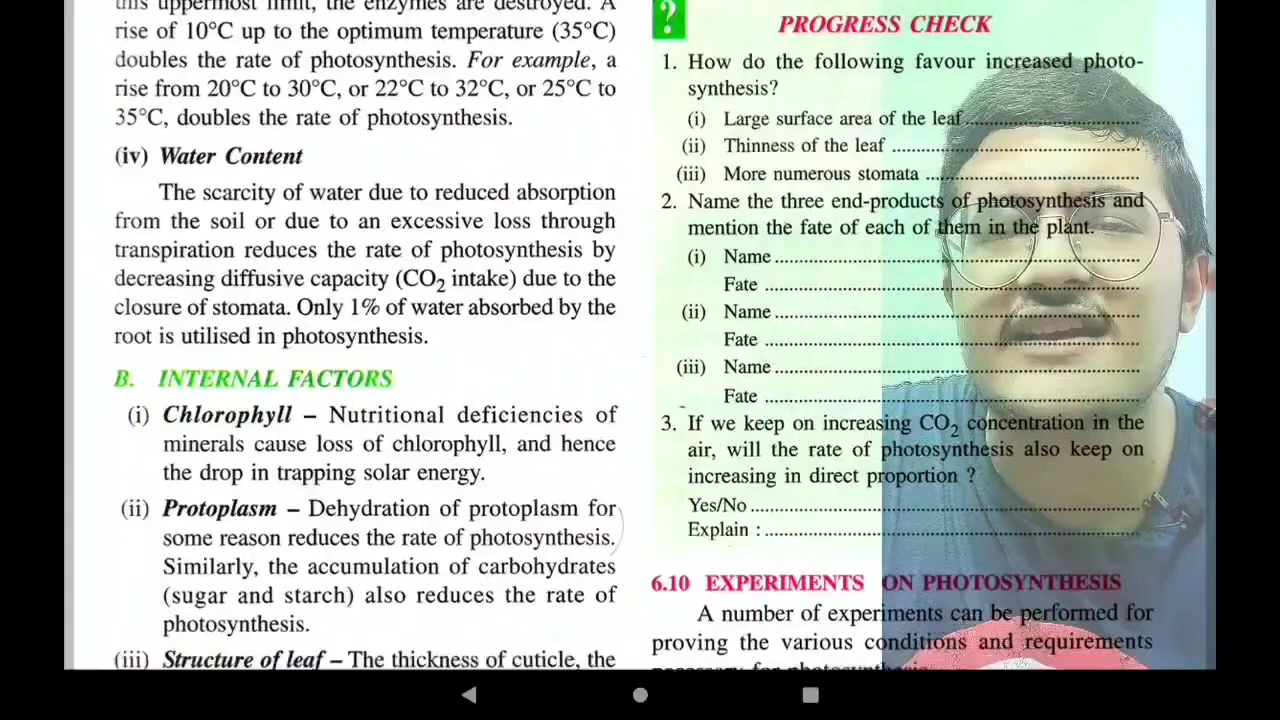 this uppermost limit, the enzymes are destroyed. A
rise of 10°C up to the optimum temperature (35°C)
doubles the rate of photosynthesis. For example, a
rise from 20°C to 30°C, or 22°C to 32°C, or 25°C to
35°C, doubles the rate of photosynthesis.
(iv) Water Content
The scarcity of water due to reduced absorption
from the soil or due to an excessive loss through
transpiration reduces the rate of photosynthesis by
decreasing diffusive capacity (CO₂ intake) due to the
closure of stomata. Only 1% of water absorbed by the
root is utilised in photosynthesis.
B. INTERNAL FACTORS
(i) Chlorophyll – Nutritional deficiencies of
minerals cause loss of chlorophyll, and hence
the drop in trapping solar energy.
(ii) Protoplasm – Dehydration of protoplasm for
some reason reduces the rate of photosynthesis.
Similarly, the accumulation of carbohydrates
(sugar and starch) also reduces the rate of
photosynthesis.
(iii) Structure of leaf – The thickness of cuticle, the
?
PROGRESS CHECK
1. How do the following favour increased photo-
synthesis?
(i) Large surface area of the leaf
(ii) Thinness of the leaf
(iii) More numerous stomata
2. Name the three end-products of photosynthesis and
mention the fate of each of them in the plant.
(i) Name
Fate
(ii) Name
Fate
(iii) Name
Fate
3. If we keep on increasing CO₂ concentration in the
air, will the rate of photosynthesis also keep on
increasing in direct proportion ?
Yes/No
Explain :
6.10 EXPERIMENTS ON PHOTOSYNTHESIS
A number of experiments can be performed for
proving the various conditions and requirements
necessary for photosynthesis